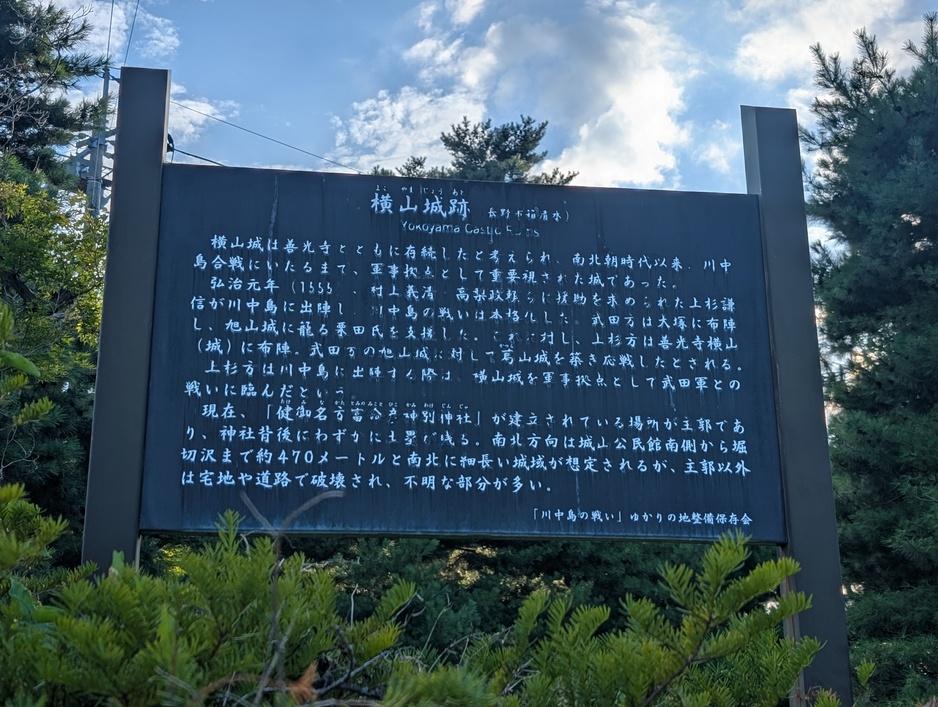 よこ やま じょう あと
横山城跡 長野市箱清水）
Yokoyama Castle Ruins
横山城は善光寺とともに存続したと考えられ、南北朝時代以来、川中
島合戦にいたるまで、軍事拠点として重要視された城であった。
弘治元年（1555 、村上義清、高梨政頼らに援助を求められた上杉謙
信が川中島に出陣し 川中島の戦いは本格化した。武田方は大塚に布陣
し、旭山城に籠る栗田氏を支援した。これに対し、上杉方は善光寺横山
（城）に布陣。武田方の旭山城に対して葛山城を築き応戦したとされる。
上杉方は川中島に出陣する際は、横山城を軍事拠点として武田軍との
戦いに臨んだという
現在、「健御名方富命彦神別神社」が建立されている場所が主郭であ
り、神社背後にわずかに土塁が残る。南北方向は城山公民館南側から堀
切沢まで約470メートルと南北に細長い城域が想定されるが、主郭以外
は宅地や道路で破壊され、不明な部分が多い。
「川中島の戦い」ゆかりの地整備保存会